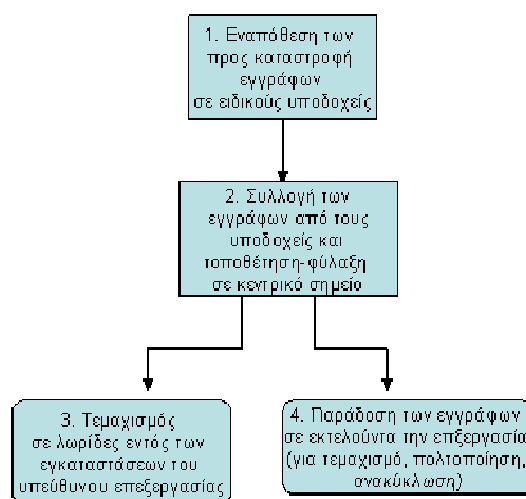 1. Εναπόθεση των
προς καταστροφή
εγγράφων
σε ειδικούς υποδοχείς
2. Συλλογή των
εγγράφων από τους
υποδοχείς και
τοποθέτηση-φύλαξη
σε κεντρικό σημείο
3. Τεμαχισμός
σε λωρίδες εντός των
εγκαταστάσεων του
υπεύθυνου επεξεργασίας
4. Παράδοση των εγγράφων
σε εκτελούντα την επξεργασία
(για τεμαχισμό, πολτοποίηση,
ανακύκλωση)